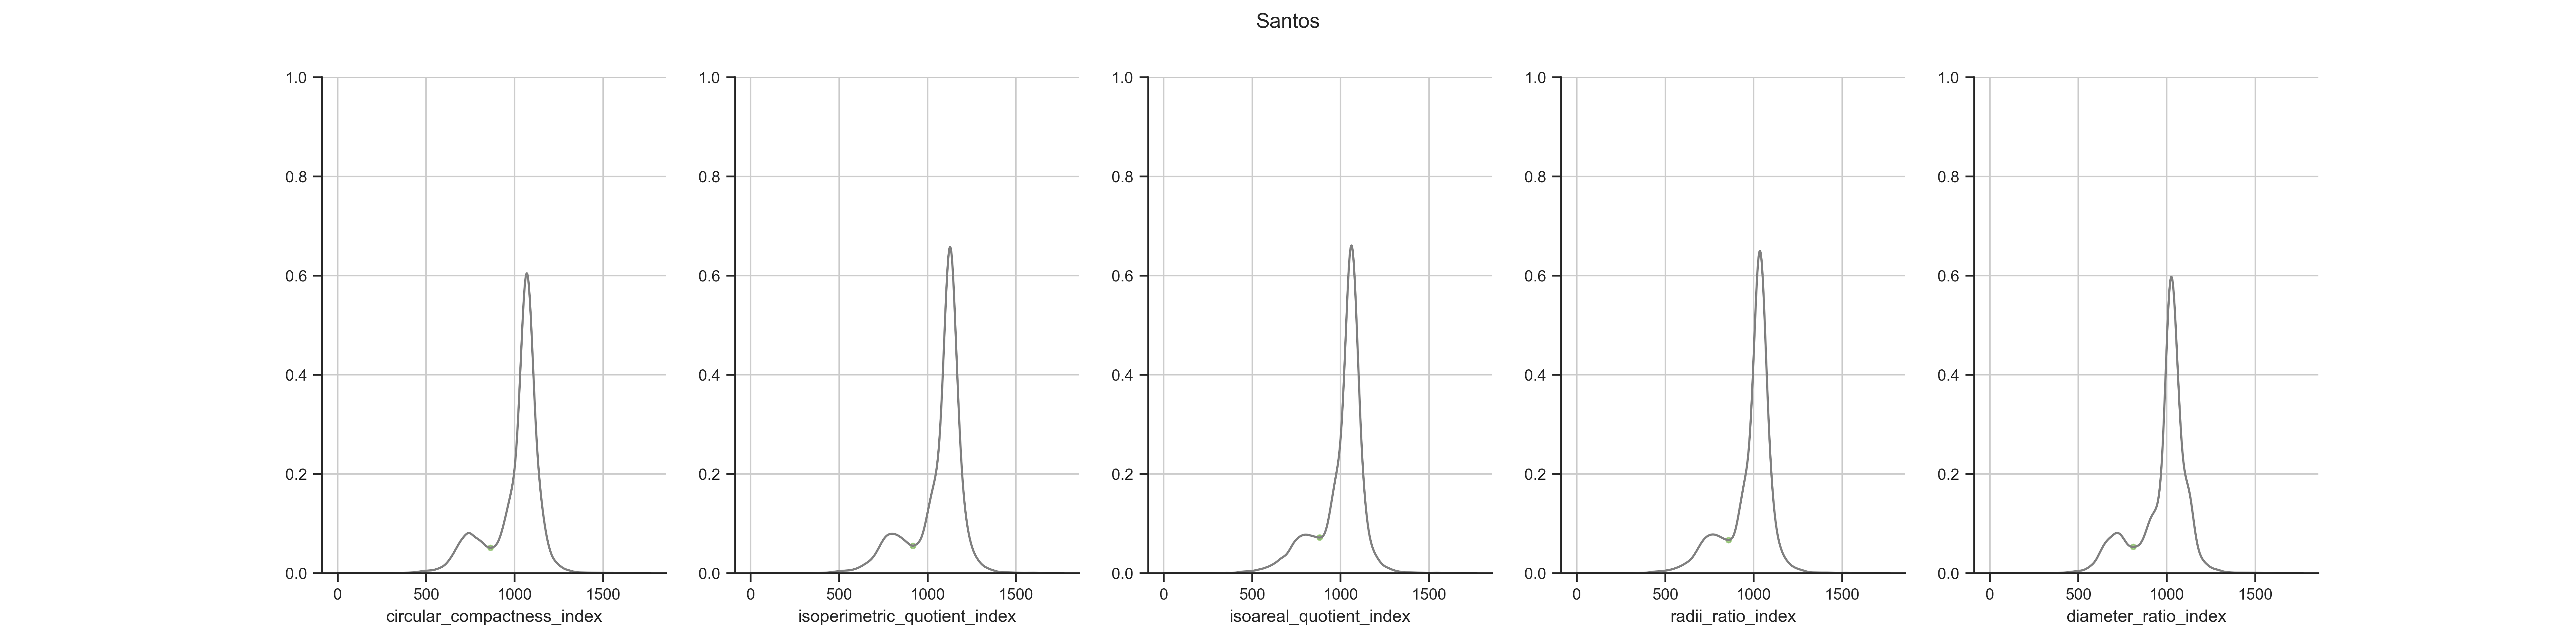 Santos
1.0 1.0 1.0 1.0 1.0
0.8 0.8 0.8 0.8 0.8
0.6 0.6 0.6 0.6 0.6
0.4 0.4 0.4 0.4 0.4
0.2 0.2 0.2 0.2 0.2
0.0 0.0 0.0 0.0 0.0
0 500 1000 1500 0 500 1000 1500 0 500 1000 1500 0 500 1000 1500 0 500 1000 1500
circular_compactness_index isoperimetric_quotient_index isoareal_quotient_index radii_ratio_index diameter_ratio_index